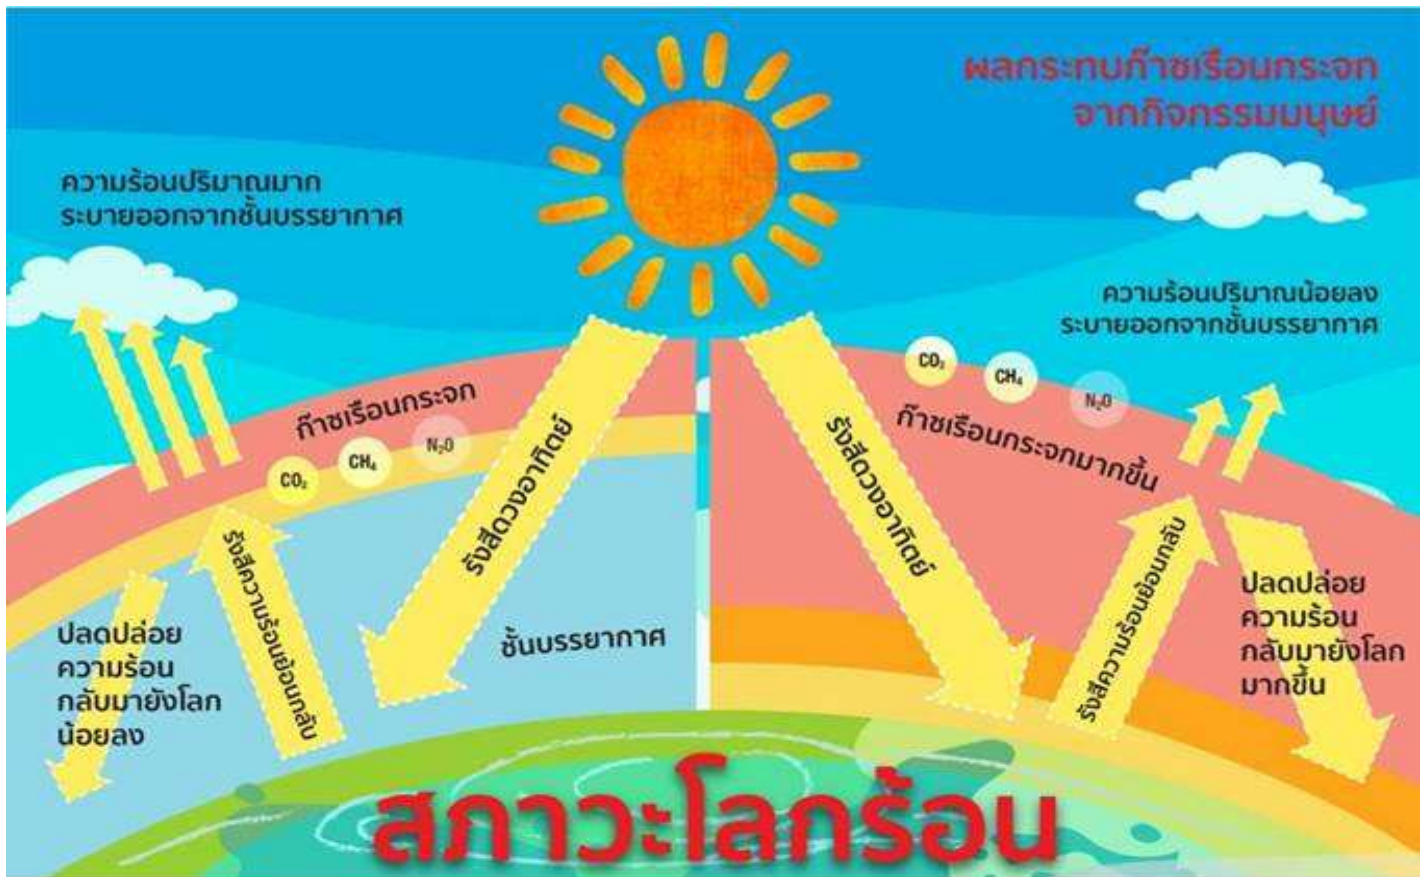 ผลกระทบก๊าซเรือนกระจก
จากกิจกรรมมนุษย์
ความร้อนปริมาณมาก
ระบายออกจากชั้นบรรยากาศ
ความร้อนปริมาณน้อยลง
ระบายออกจากชั้นบรรยากาศ
ก๊าซเรือนกระจก
CO₂
CH₄
N₂O
รังสีดวงอาทิตย์
รังสีความร้อนย้อนกลับ
ชั้นบรรยากาศ
ปลดปล่อย
ความร้อน
กลับมายังโลก
น้อยลง
CO₂
CH₄
N₂O
ก๊าซเรือนกระจกมากขึ้น
รังสีดวงอาทิตย์
รังสีความร้อนย้อนกลับ
ปลดปล่อย
ความร้อน
กลับมายังโลก
มากขึ้น
สภาวะโลกร้อน